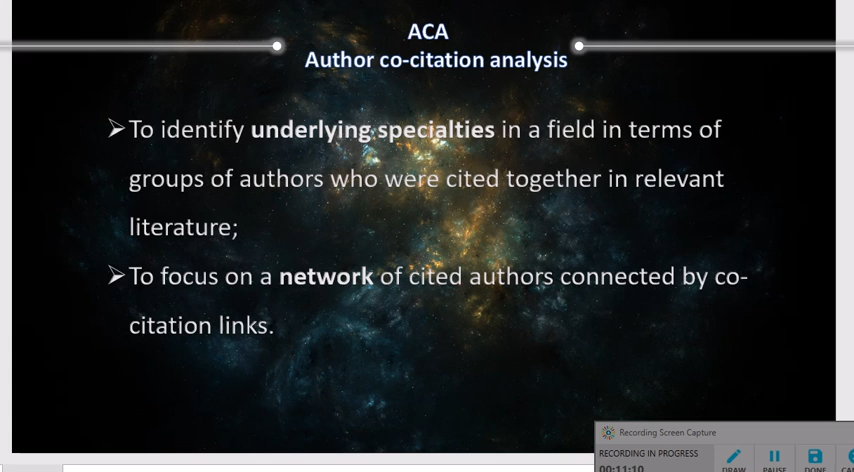 ACA
Author co-citation analysis
➢To identify underlying specialties in a field in terms of
groups of authors who were cited together in relevant
literature;
➢To focus on a network of cited authors connected by co-
citation links.
Recording Screen Capture
RECORDING IN PROGRESS
00:11:10
DRAW PAUSE DONE